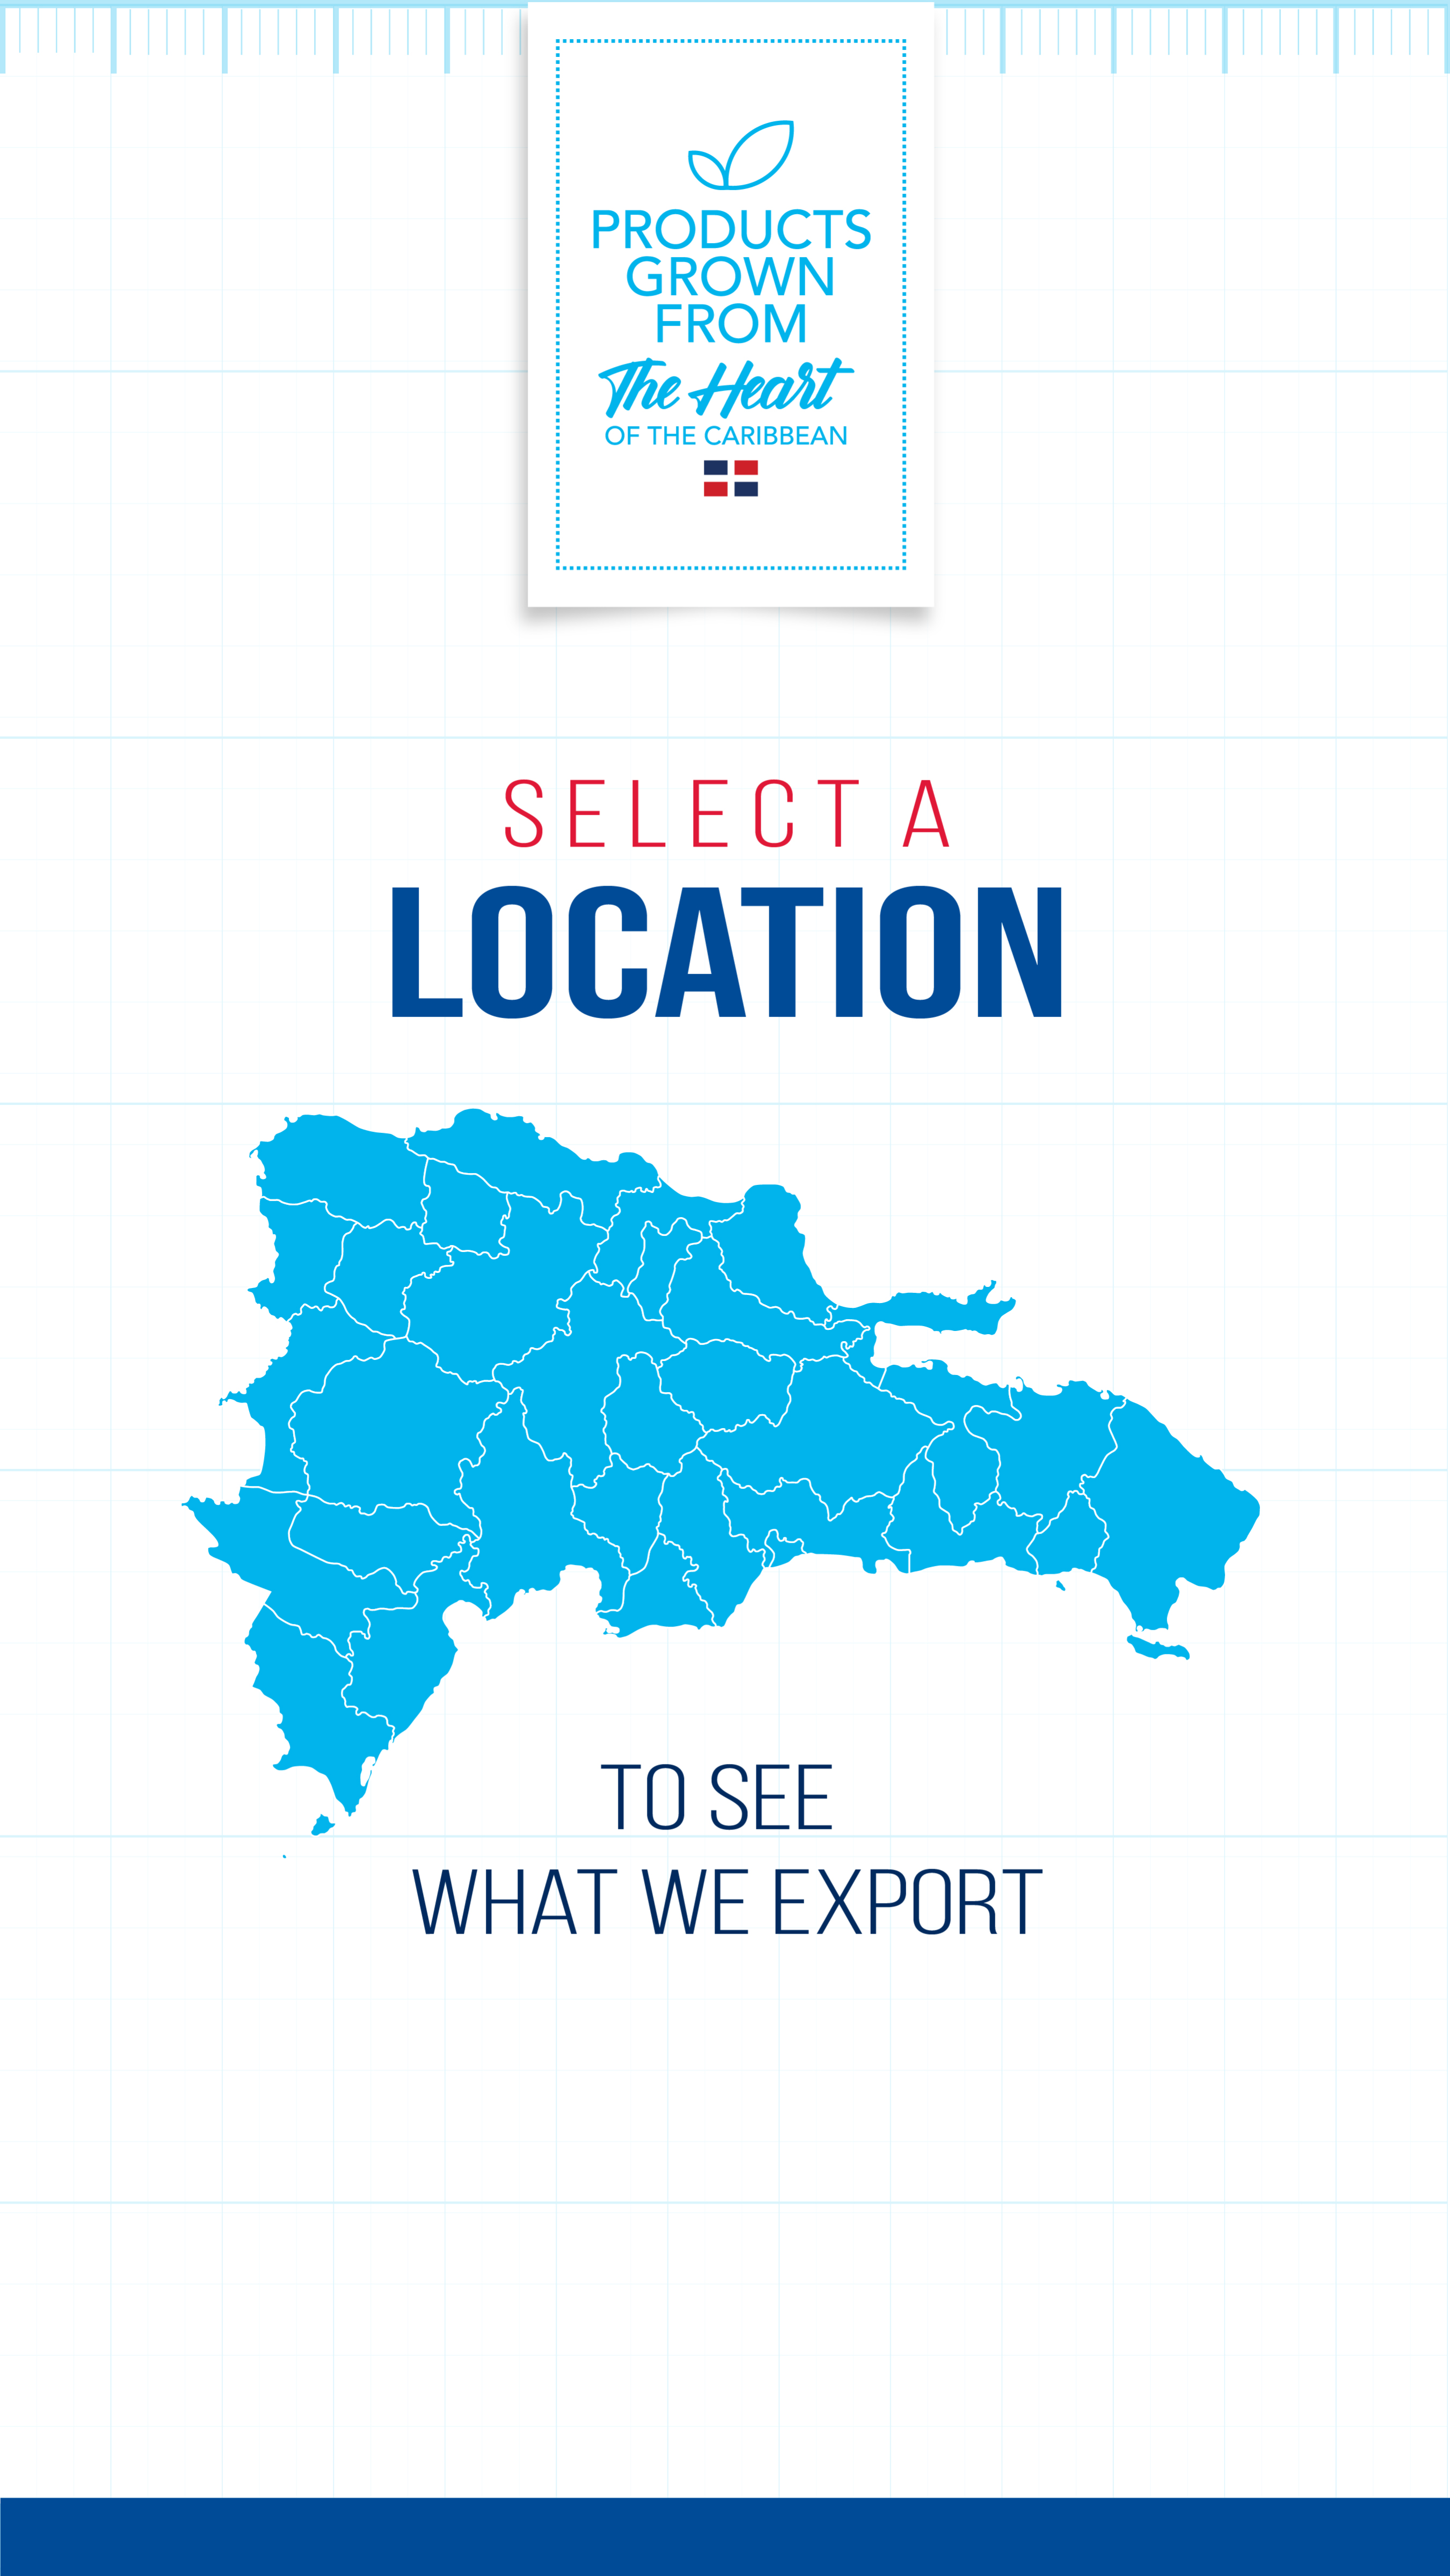 PRODUCTS
GROWN
FROM
The Heart
OF THE CARIBBEAN
SELECT A
LOCATION
TO SEE
WHAT WE EXPORT